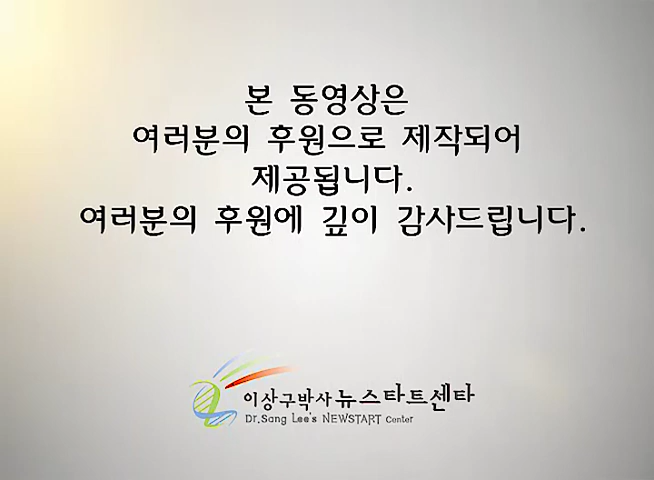 본 동영상은
여러분의 후원으로 제작되어
제공됩니다.
여러분의 후원에 깊이 감사드립니다.
이상구박사 뉴스타트센타
Dr.Sang Lee's NEWSTART Center